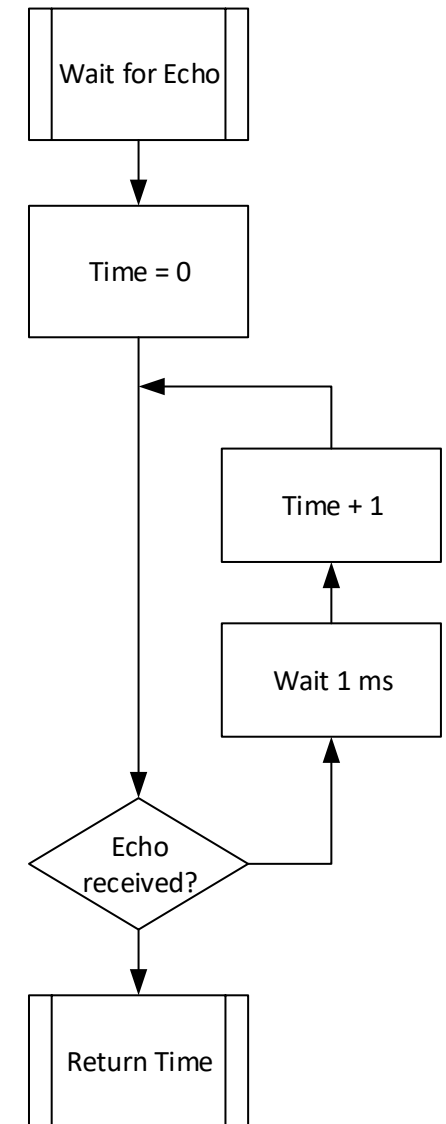 Wait for Echo
Time = 0
Time + 1
Wait 1 ms
Echo
received?
Return Time